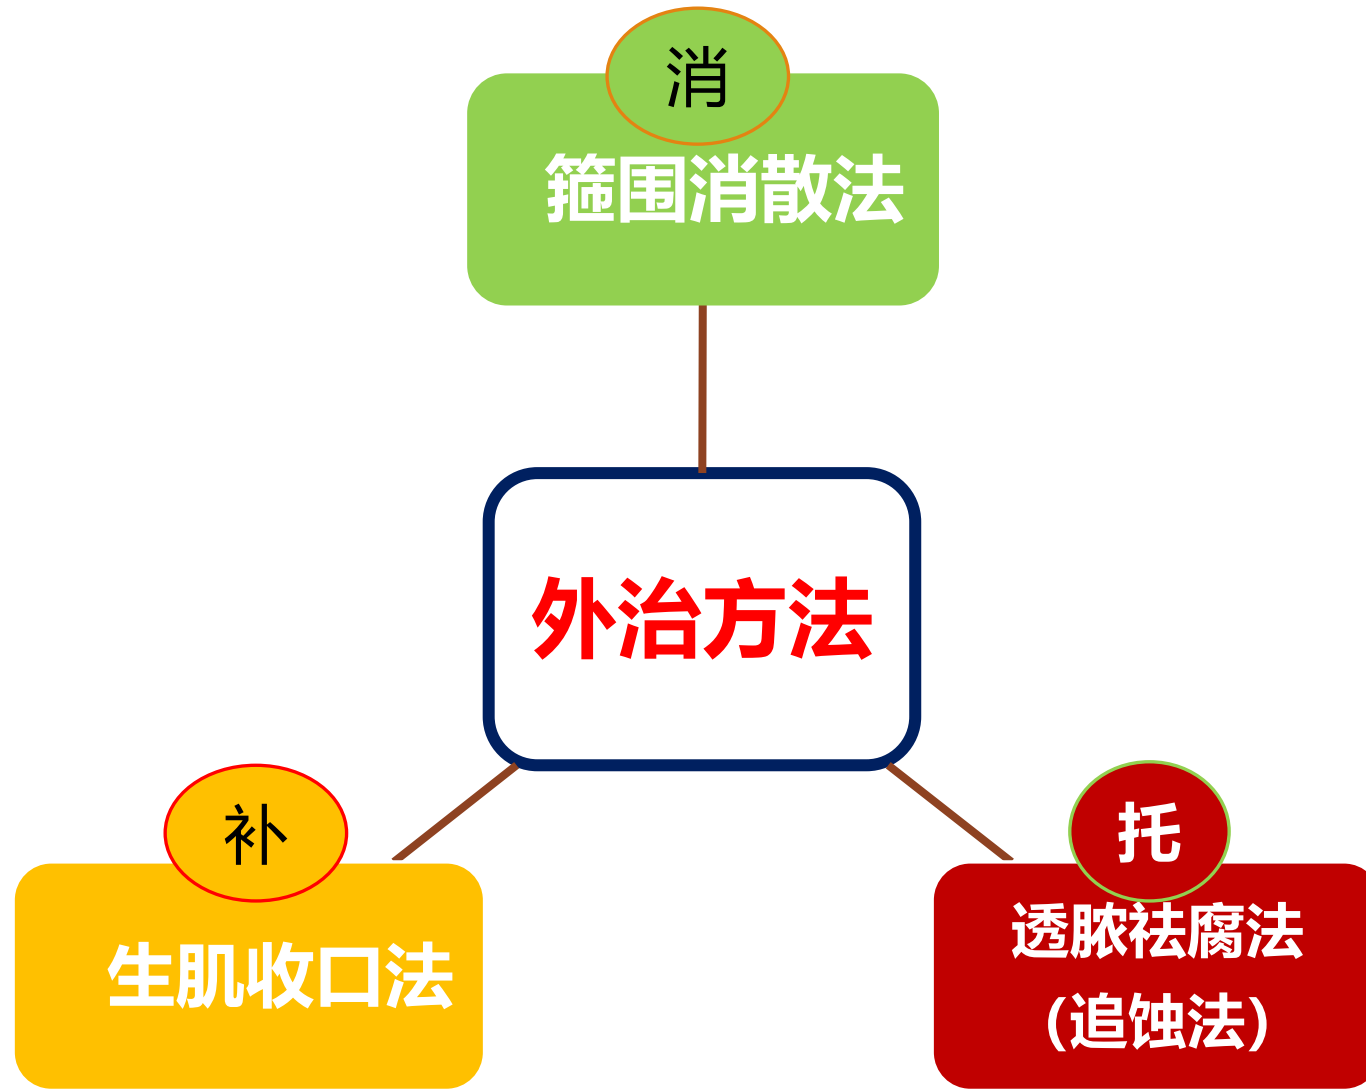 消
箍围消散法
外治方法
补
生肌收口法
托
透脓祛腐法
(追蚀法)